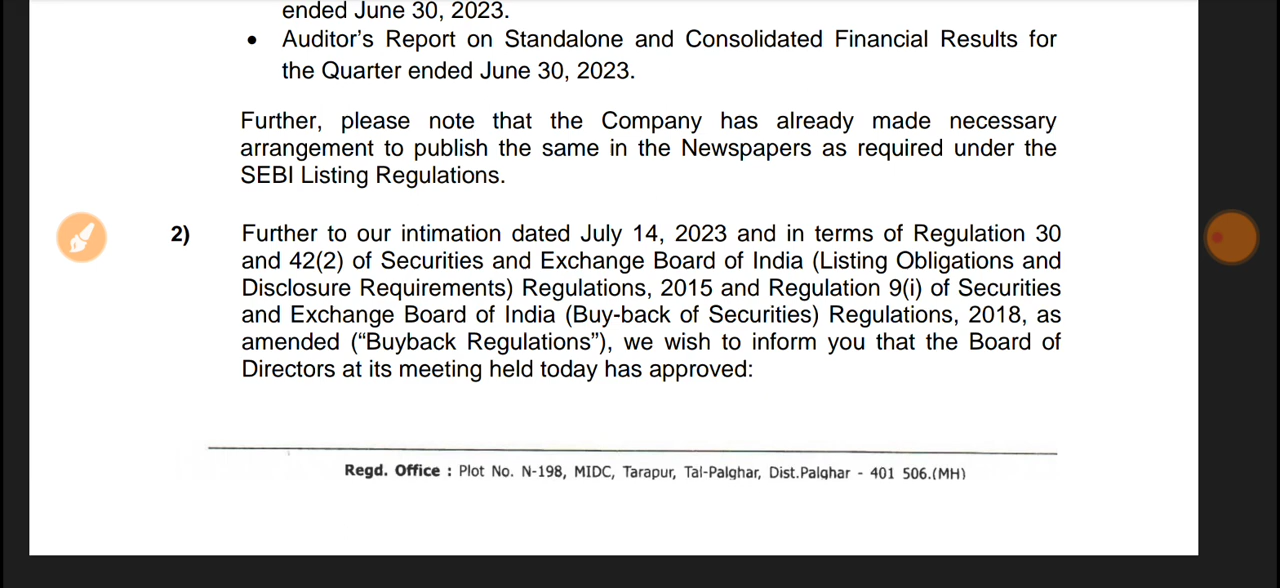 ended June 30, 2023.
• Auditor’s Report on Standalone and Consolidated Financial Results for
the Quarter ended June 30, 2023.
Further, please note that the Company has already made necessary
arrangement to publish the same in the Newspapers as required under the
SEBI Listing Regulations.
2) Further to our intimation dated July 14, 2023 and in terms of Regulation 30
and 42(2) of Securities and Exchange Board of India (Listing Obligations and
Disclosure Requirements) Regulations, 2015 and Regulation 9(i) of Securities
and Exchange Board of India (Buy-back of Securities) Regulations, 2018, as
amended (“Buyback Regulations”), we wish to inform you that the Board of
Directors at its meeting held today has approved:
Regd. Office : Plot No. N-198, MIDC, Tarapur, Tal-Palghar, Dist.Palghar - 401 506.(MH)